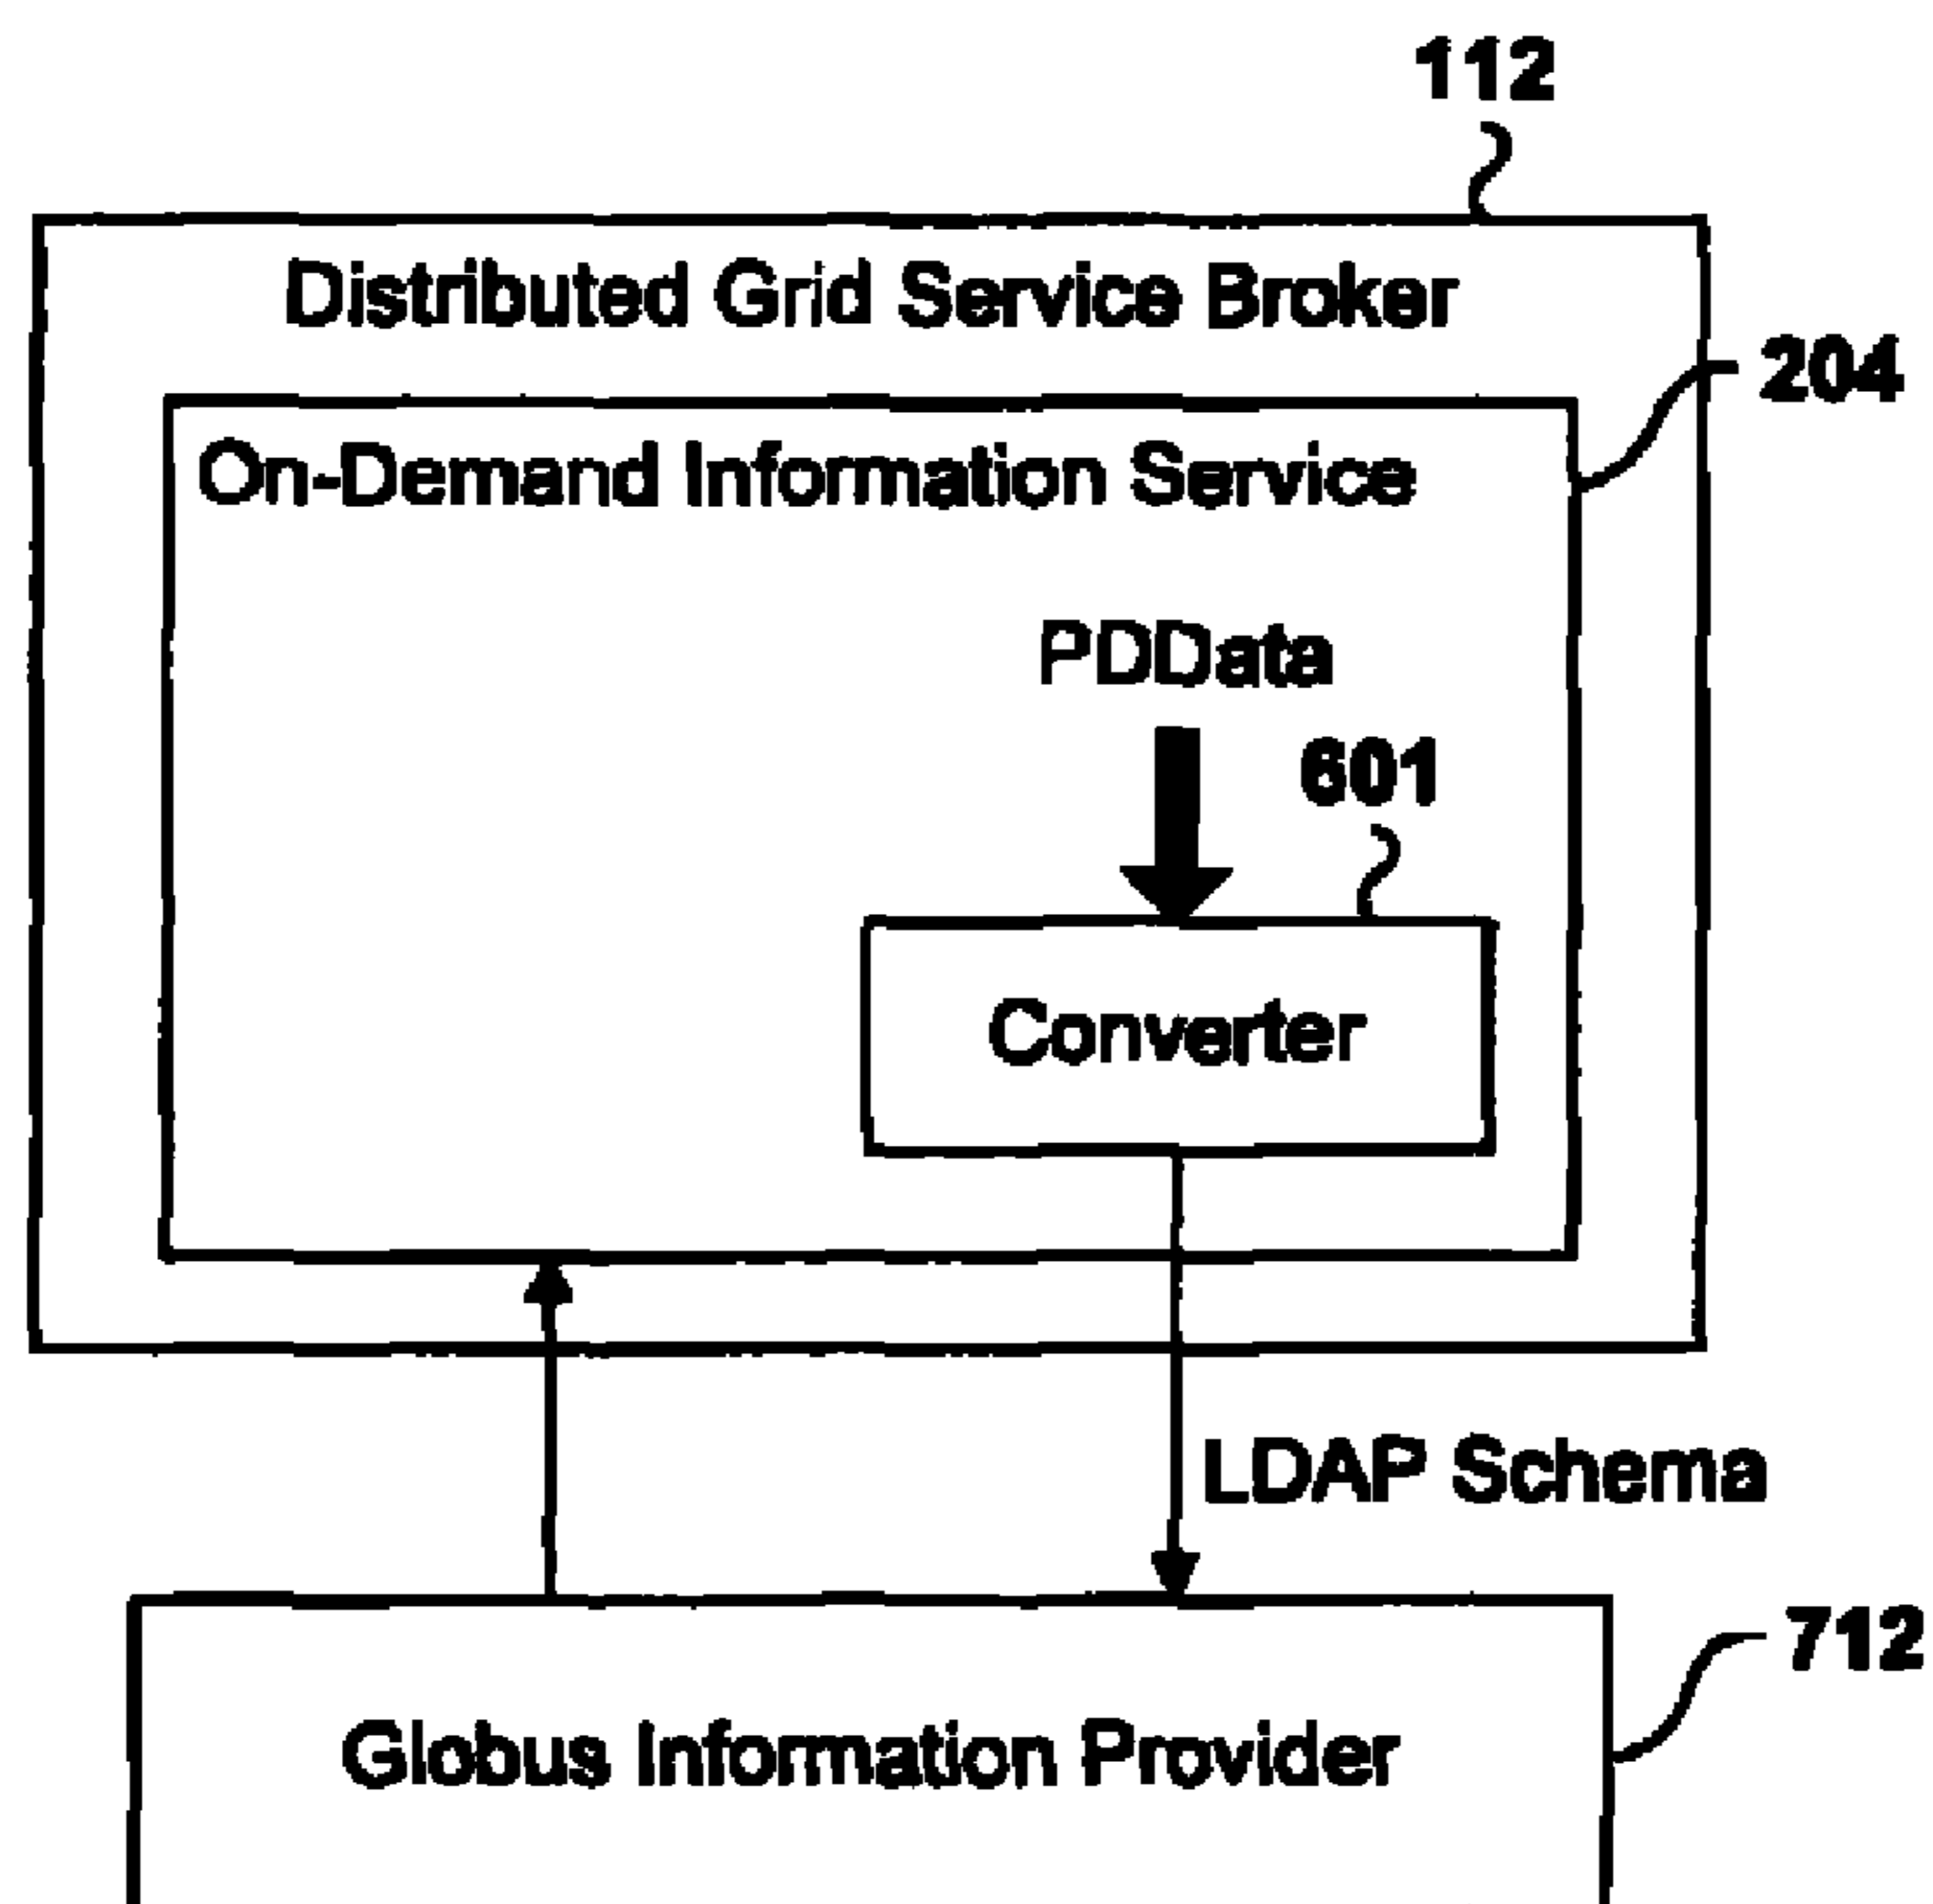 112
Distributed Grid Service Broker
204
On-Demand Information Service
PDData
601
Converter
LDAP Schema
712
Globus Information Provider